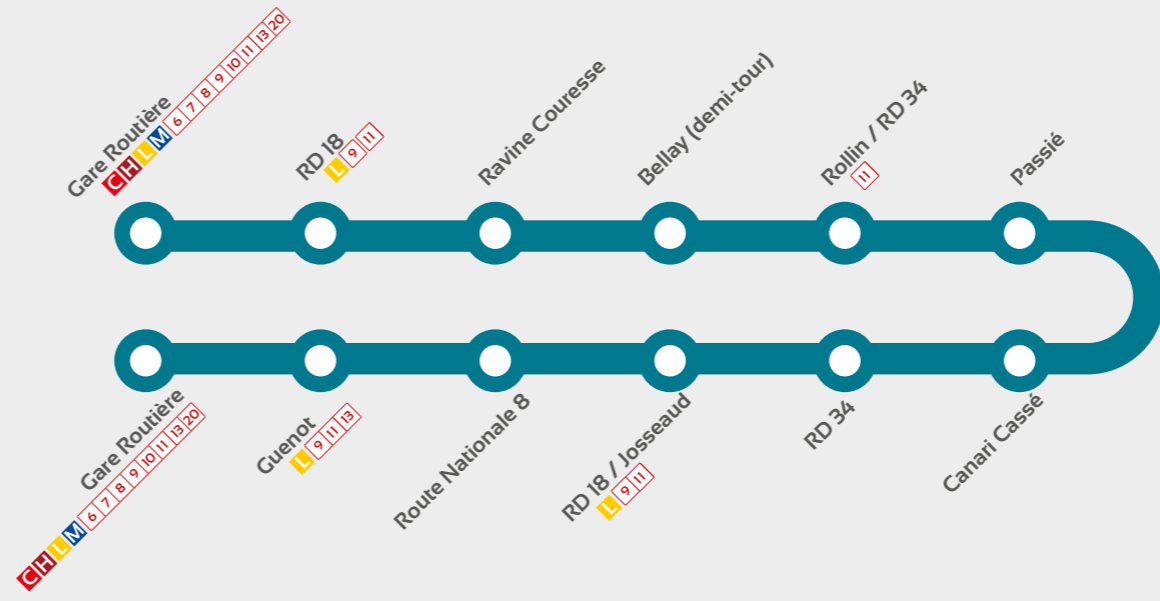 Gare Routière
C H L M 6 7 8 9 10 11 13 20
RD 18
L 9 11
Ravine Couresse
Bellay (demi-tour)
Rollin / RD 34
11
Passié
Gare Routière
C H L M 6 7 8 9 10 11 13 20
Guenot
L 9 11 13
Route Nationale 8
RD 18 / Josseaud
L 9 11
RD 34
Canari Cassé